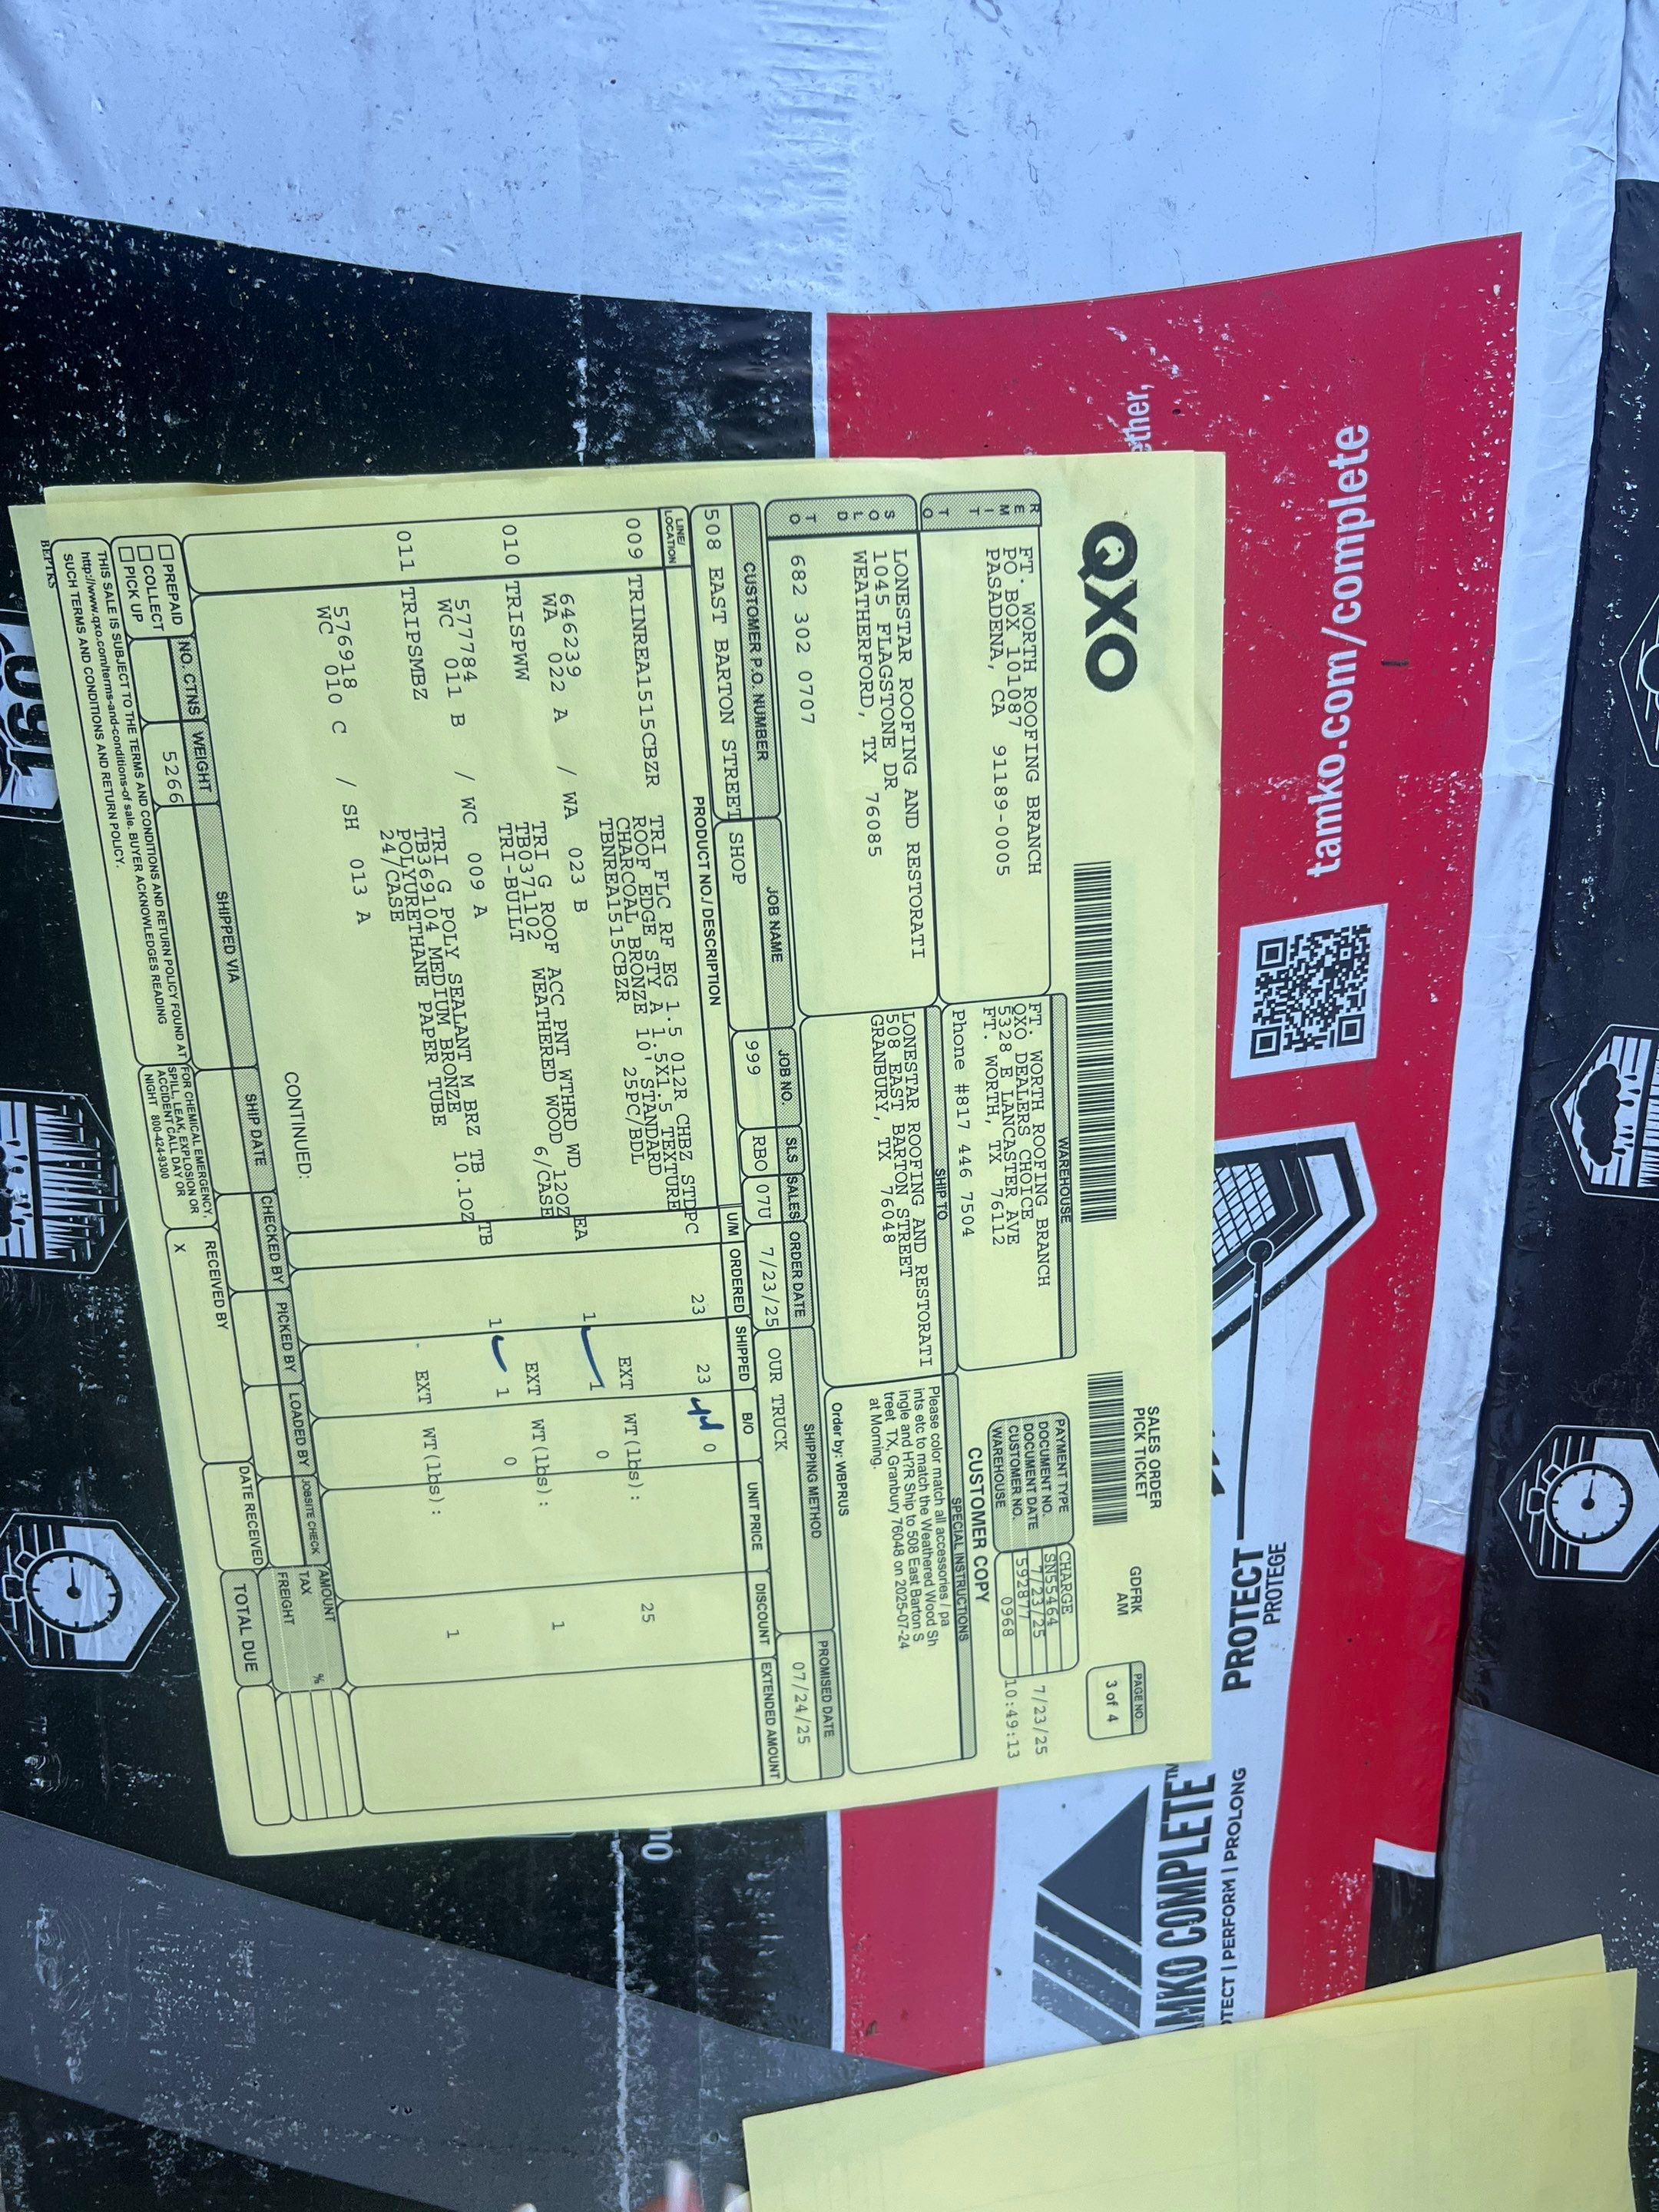 QXO
SALES ORDER
PICK TICKET
GDFRK
AM
PAGE NO.
3 of 4
REMIT TO
FT. WORTH ROOFING BRANCH
PO BOX 101087
PASADENA, CA 91189-0005
WAREHOUSE
FT. WORTH ROOFING BRANCH
QXO DEALERS CHOICE
5328 E LANCASTER AVE
FT. WORTH, TX 76112
Phone #817 446 7504
PAYMENT TYPE CHARGE
DOCUMENT NO. SN55464 7/23/25
DOCUMENT DATE 7/23/25 10:49:13
CUSTOMER NO. 592877
WAREHOUSE 0968
CUSTOMER COPY
SOLD TO
LONESTAR ROOFING AND RESTORATI
1045 FLAGSTONE DR
WEATHERFORD, TX 76085
682 302 0707
SHIP TO
LONESTAR ROOFING AND RESTORATI
508 EAST BARTON STREET
GRANBURY, TX 76048
SPECIAL INSTRUCTIONS
Please color match all accessories / pa
ints etc to match the Weathered Wood Sh
ingle and H?R Ship to 508 East Barton S
treet TX, Granbury 76048 on 2025-07-24
at Morning.
Order by: WBPRUS
CUSTOMER P.O. NUMBER JOB NAME JOB NO. SLS SALES ORDER DATE SHIPPING METHOD PROMISED DATE
508 EAST BARTON STREET SHOP 999 RBO 07U 7/23/25 OUR TRUCK 07/24/25
LINE/LOCATION PRODUCT NO./ DESCRIPTION U/M ORDERED SHIPPED B/O UNIT PRICE DISCOUNT EXTENDED AMOUNT
009 TRINREA1515CBZR TRI FLC RF EG 1.5 012R CHBZ STDPC 23 23 0
ROOF EDGE STY A 1.5X1.5 TEXTURE
CHARCOAL BRONZE 10' STANDARD
TBNREA1515CBZR 25PC/BDL EXT WT(lbs): 25
646239
WA 022 A / WA 023 B
010 TRISPWW TRI G ROOF ACC PNT WTHRD WD 12OZ EA 1 1 0
TB0371102 WEATHERED WOOD 6/CASE
TRI-BUILT EXT WT(lbs): 1
577784
WC 011 B / WC 009 A
011 TRIPSMBZ TRI G POLY SEALANT M BRZ TB 10.1OZ TB 1 1 0
TB369104 MEDIUM BRONZE
POLYURETHANE PAPER TUBE
24/CASE EXT WT(lbs): 1
576918
WC 010 C / SH 013 A
CONTINUED:
PREPAID
COLLECT
PICK UP
NO. CTNS WEIGHT SHIPPED VIA SHIP DATE CHECKED BY PICKED BY LOADED BY JOBSITE CHECK
5266
AMOUNT
TAX %
FREIGHT
TOTAL DUE
THIS SALE IS SUBJECT TO THE TERMS AND CONDITIONS AND RETURN POLICY FOUND AT
http://www.qxo.com/terms-and-conditions-of sale. BUYER ACKNOWLEDGES READING
SUCH TERMS AND CONDITIONS AND RETURN POLICY.
FOR CHEMICAL EMERGENCY,
SPILL, LEAK, EXPLOSION OR
ACCIDENT CALL DAY OR
NIGHT 800-424-9300
RECEIVED BY
X
DATE RECEIVED
BEPTKS
tamko.com/complete
PROTECT
PROTEGE
MKO COMPLETE™
OTECT | PERFORM | PROLONG
ther,
160